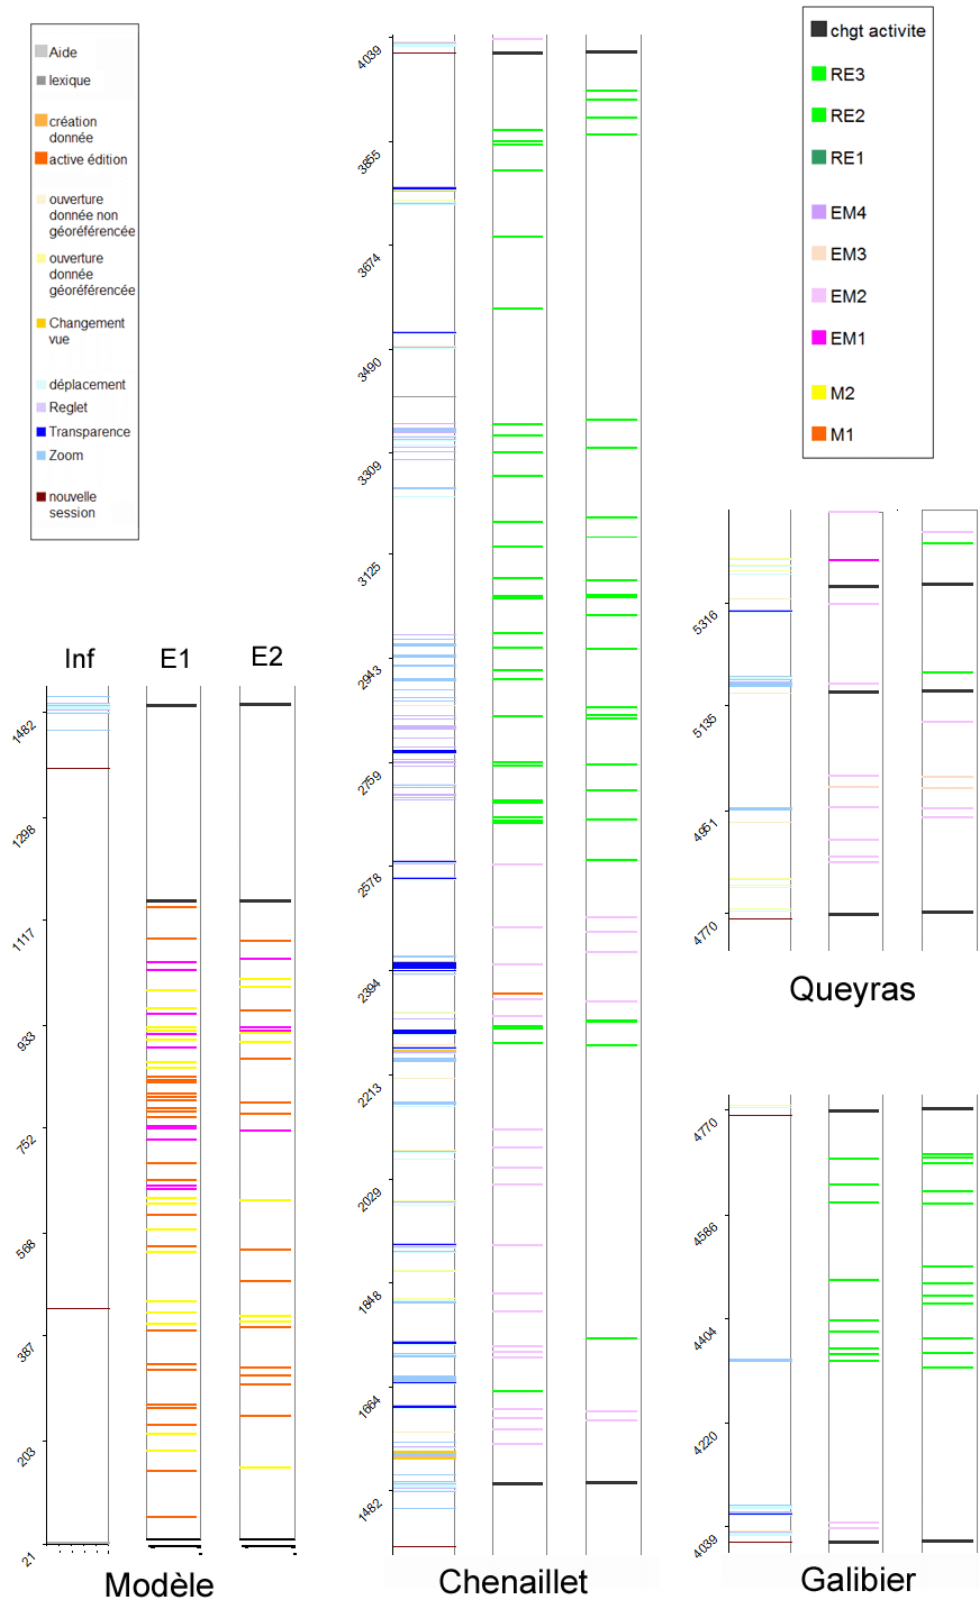 Aide
lexique
création
donnée
active édition
ouverture
donnée non
géoréférencée
ouverture
donnée
géoréférencée
Changement
vue
déplacement
Reglet
Transparence
Zoom
nouvelle
session
chgt activite
RE3
RE2
RE1
EM4
EM3
EM2
EM1
M2
M1
Inf
E1
E2
1482
1298
1117
933
752
568
387
203
21
Modèle
4039
3855
3674
3490
3309
3125
2943
2759
2578
2394
2213
2029
1848
1664
1482
Chenaillet
5316
5135
4951
4770
Queyras
4770
4586
4404
4220
4039
Galibier